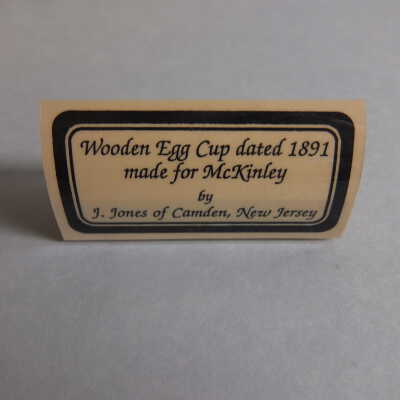 Wooden Egg Cup dated 1891
made for McKinley
by
J. Jones of Camden, New Jersey